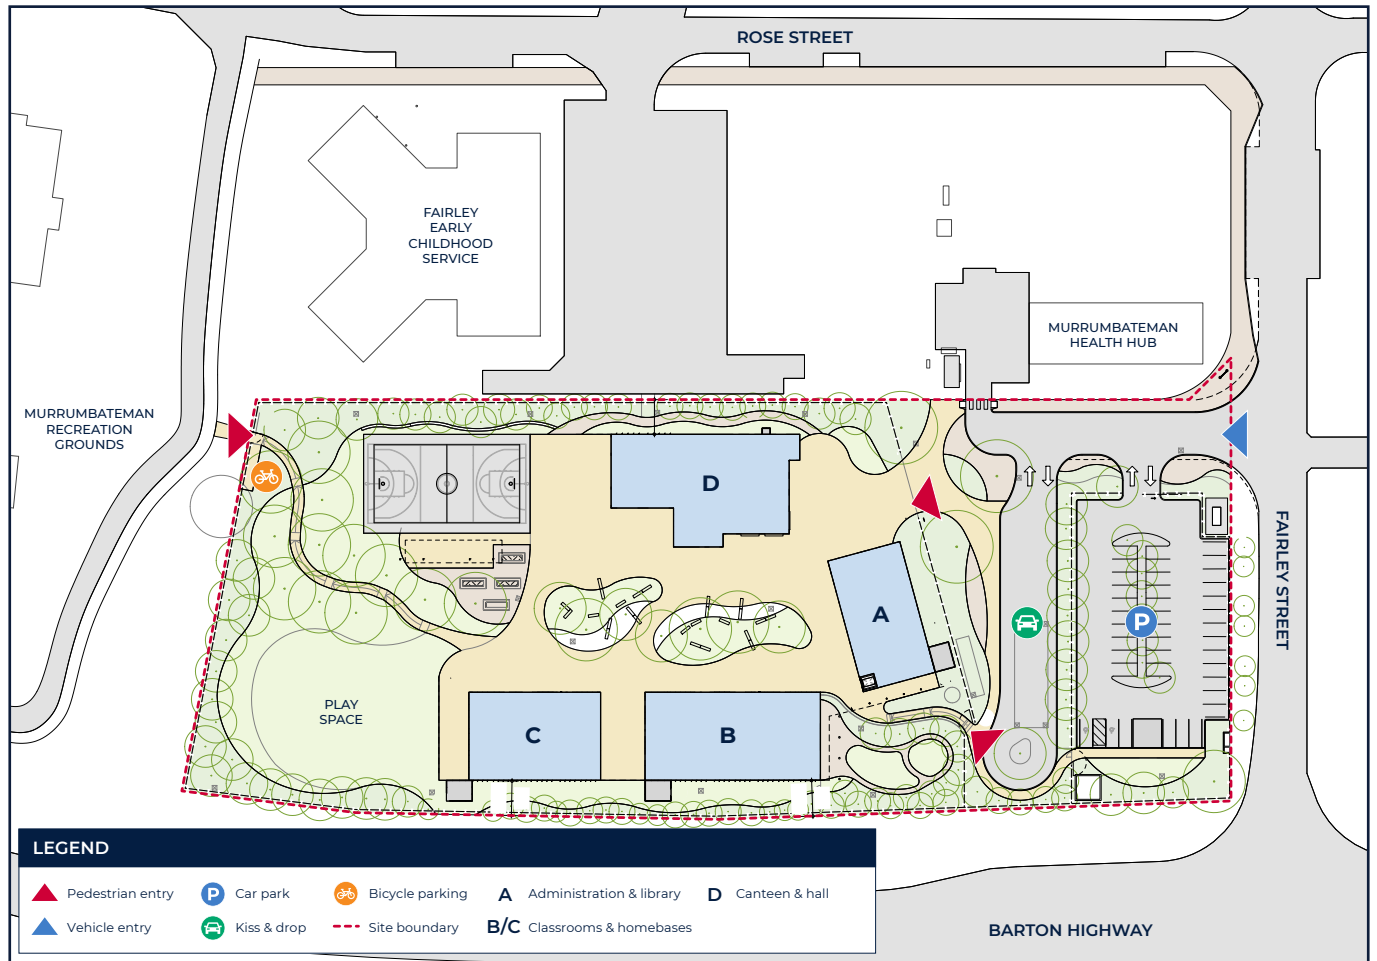 ROSE STREET
FAIRLEY
EARLY
CHILDHOOD
SERVICE
MURRUMBATEMAN
HEALTH HUB
MURRUMBATEMAN
RECREATION
GROUNDS
D
A
P
FAIRLEY STREET
PLAY
SPACE
C
B
LEGEND
Pedestrian entry
P Car park
Bicycle parking
A Administration & library
D Canteen & hall
Vehicle entry
Kiss & drop
Site boundary
B/C Classrooms & homebases
BARTON HIGHWAY